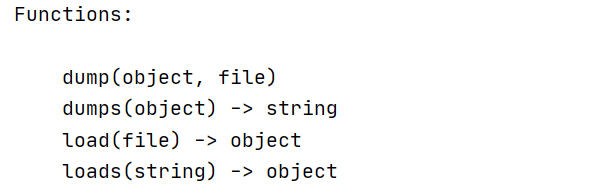 Functions:
dump(object, file)
dumps(object) -> string
load(file) -> object
loads(string) -> object